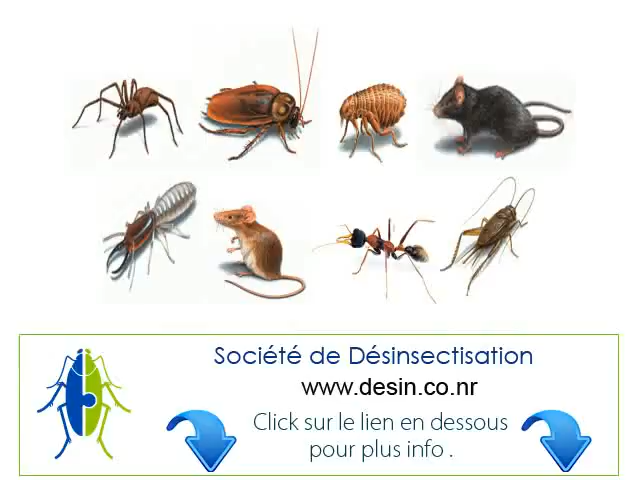 Société de Désinsectisation
www.desin.co.nr
Click sur le lien en dessous
pour plus info .